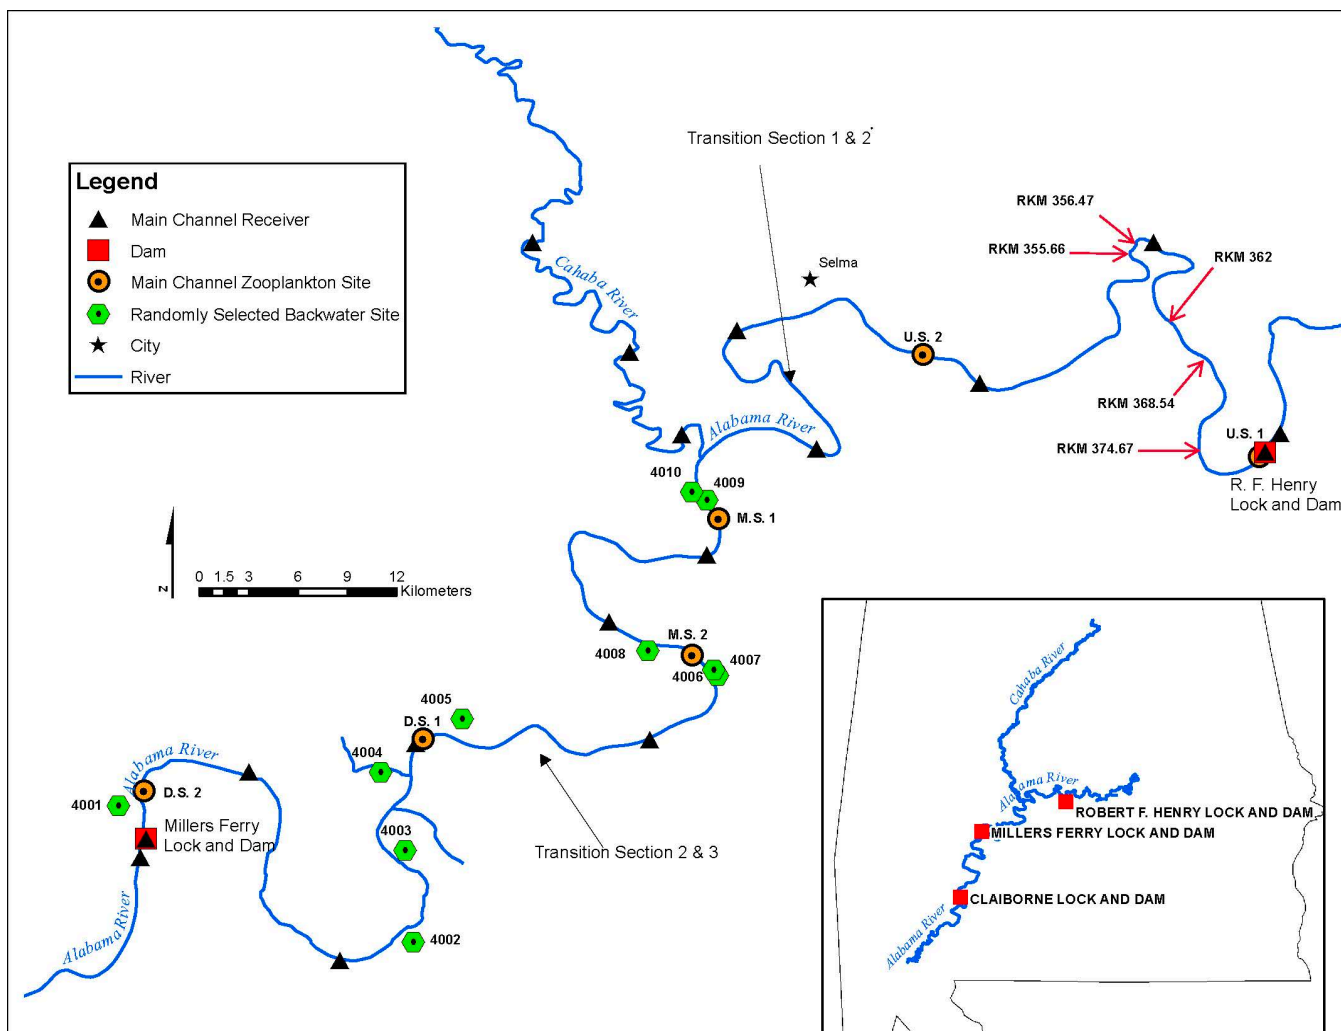 Transition Section 1 & 2*
Legend
Main Channel Receiver
Dam
Main Channel Zooplankton Site
Randomly Selected Backwater Site
City
River
Cahaba River
Selma
RKM 356.47
RKM 355.66
RKM 362
RKM 368.54
RKM 374.67
U.S. 2
U.S. 1
R. F. Henry
Lock and Dam
Alabama River
4010
4009
M.S. 1
N
0 1.5 3 6 9 12
Kilometers
M.S. 2
4008
4007
4006
4005
D.S. 1
4004
Alabama River
4001
D.S. 2
Millers Ferry
Lock and Dam
4003
Transition Section 2 & 3
4002
Alabama River
Cahaba River
Alabama River
ROBERT F. HENRY LOCK AND DAM
MILLERS FERRY LOCK AND DAM
CLAIBORNE LOCK AND DAM
Alabama River